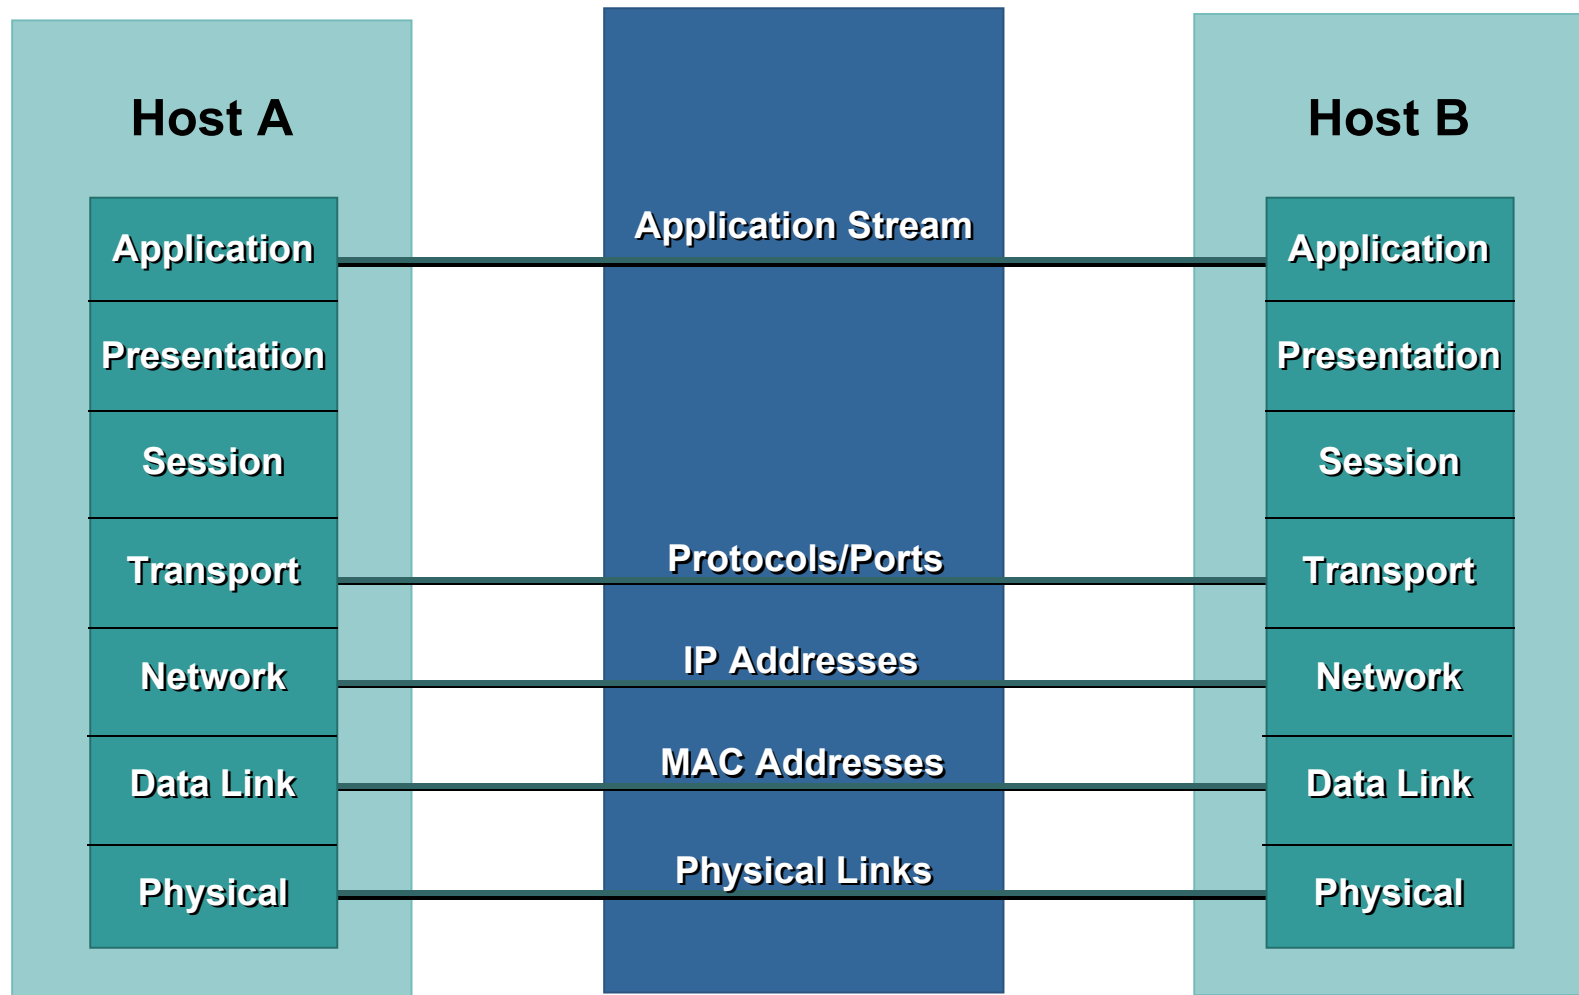 Host A
Application
Presentation
Session
Transport
Network
Data Link
Physical
Application Stream
Protocols/Ports
IP Addresses
MAC Addresses
Physical Links
Host B
Application
Presentation
Session
Transport
Network
Data Link
Physical